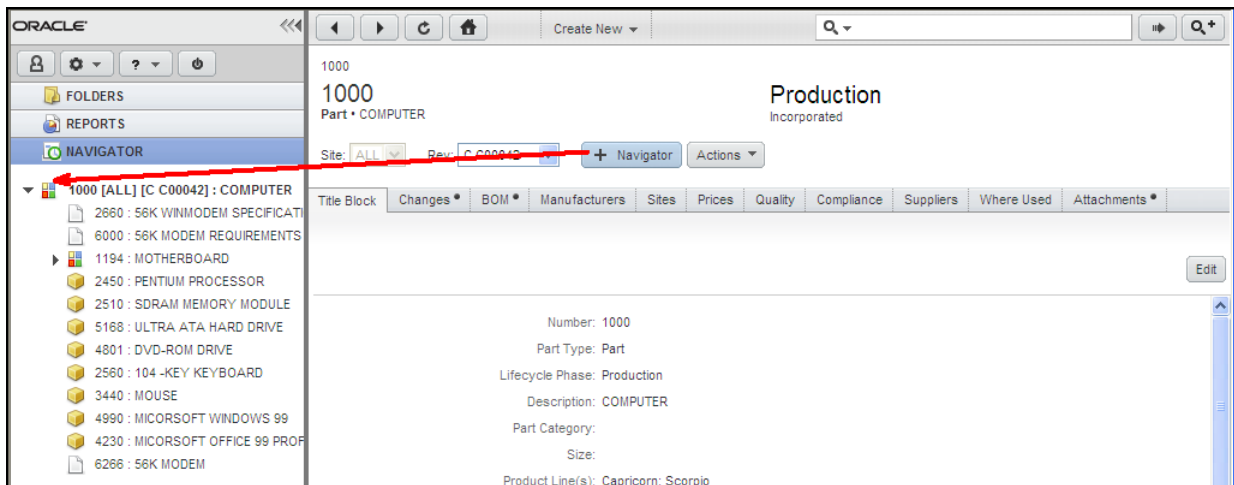 ORACLE'
Create New
?
FOLDERS
REPORTS
NAVIGATOR
1000 [ALL] [C C00042] : COMPUTER
2660 : 56K WINMODEM SPECIFICATI
6000 : 56K MODEM REQUIREMENTS
1194 : MOTHERBOARD
2450 : PENTIUM PROCESSOR
2510 : SDRAM MEMORY MODULE
5168 : ULTRA ATA HARD DRIVE
4801 : DVD-ROM DRIVE
2560 : 104 -KEY KEYBOARD
3440 : MOUSE
4990 : MICORSOFT WINDOWS 99
4230 : MICORSOFT OFFICE 99 PROF
6266 : 56K MODEM
1000
1000
Part • COMPUTER
Production
Incorporated
Site: ALL Rev: C C00042 + Navigator Actions
Title Block Changes • BOM • Manufacturers Sites Prices Quality Compliance Suppliers Where Used Attachments •
Edit
Number: 1000
Part Type: Part
Lifecycle Phase: Production
Description: COMPUTER
Part Category:
Size:
Product Line(s): Capricorn; Scorpio